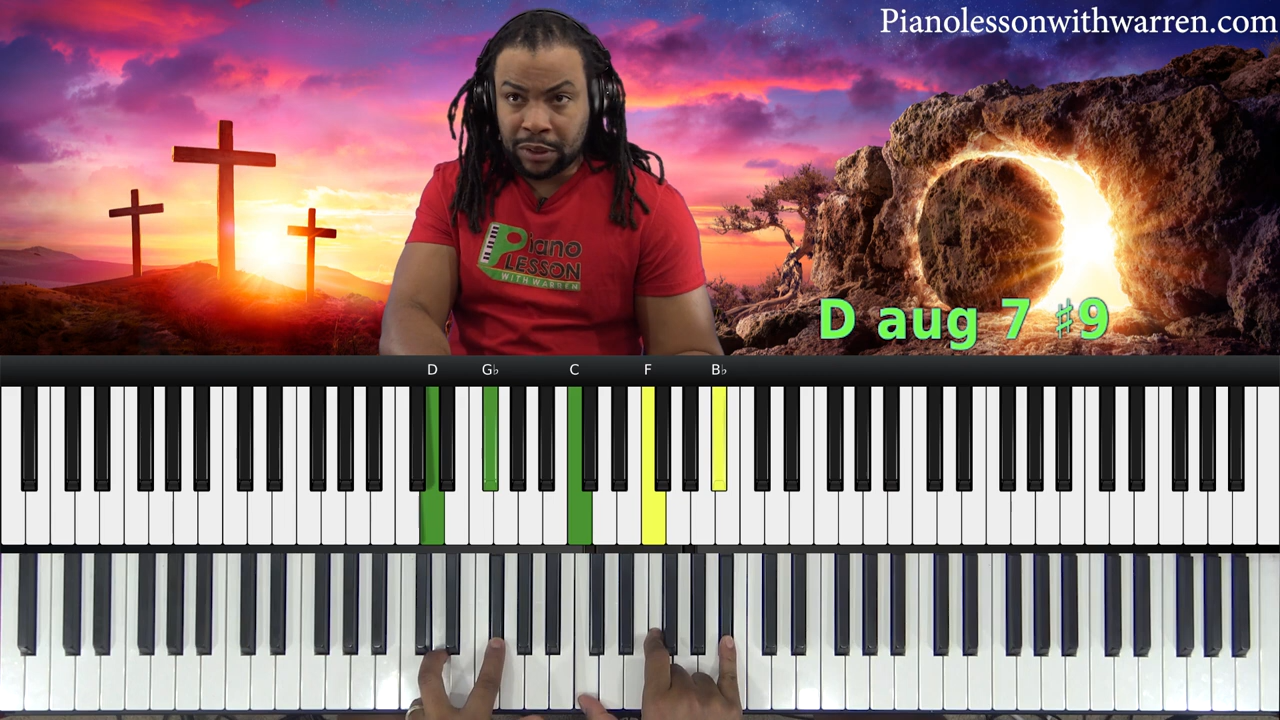 Pianolessonwithwarren.com
Piano
LESSON
WITH WARREN
D aug 7 ♯9
D G♭ C F B♭